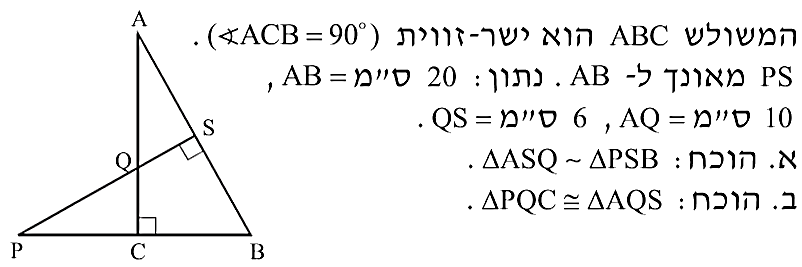 המשולש ABC הוא ישר-זווית (∢ACB = 90°).
PS מאונך ל- AB. נתון: 20 ס"מ = AB,
10 ס"מ = AQ, 6 ס"מ = QS.
א. הוכח: ΔASQ ~ ΔPSB.
ב. הוכח: ΔPQC ≅ ΔAQS.
A
S
Q
P
C
B